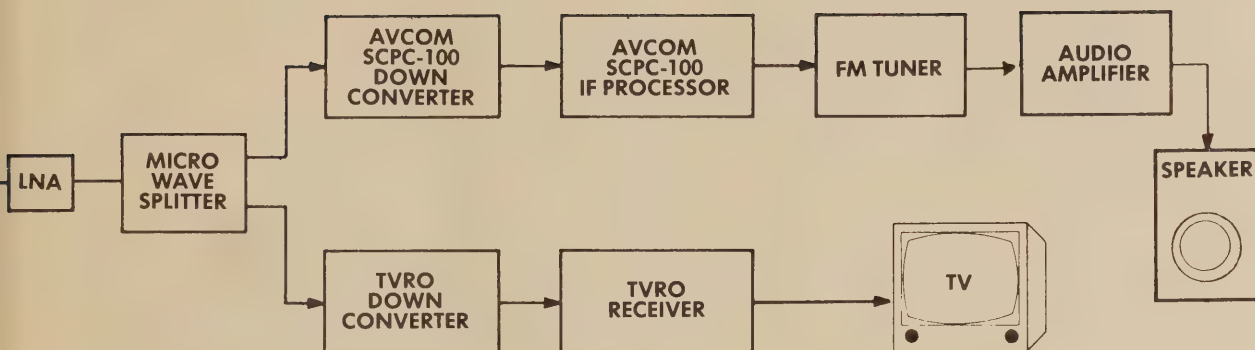 AVCOM
SCPC-100
DOWN
CONVERTER
AVCOM
SCPC-100
IF PROCESSOR
FM TUNER
AUDIO
AMPLIFIER
LNA
MICRO
WAVE
SPLITTER
SPEAKER
TVRO
DOWN
CONVERTER
TVRO
RECEIVER
TV